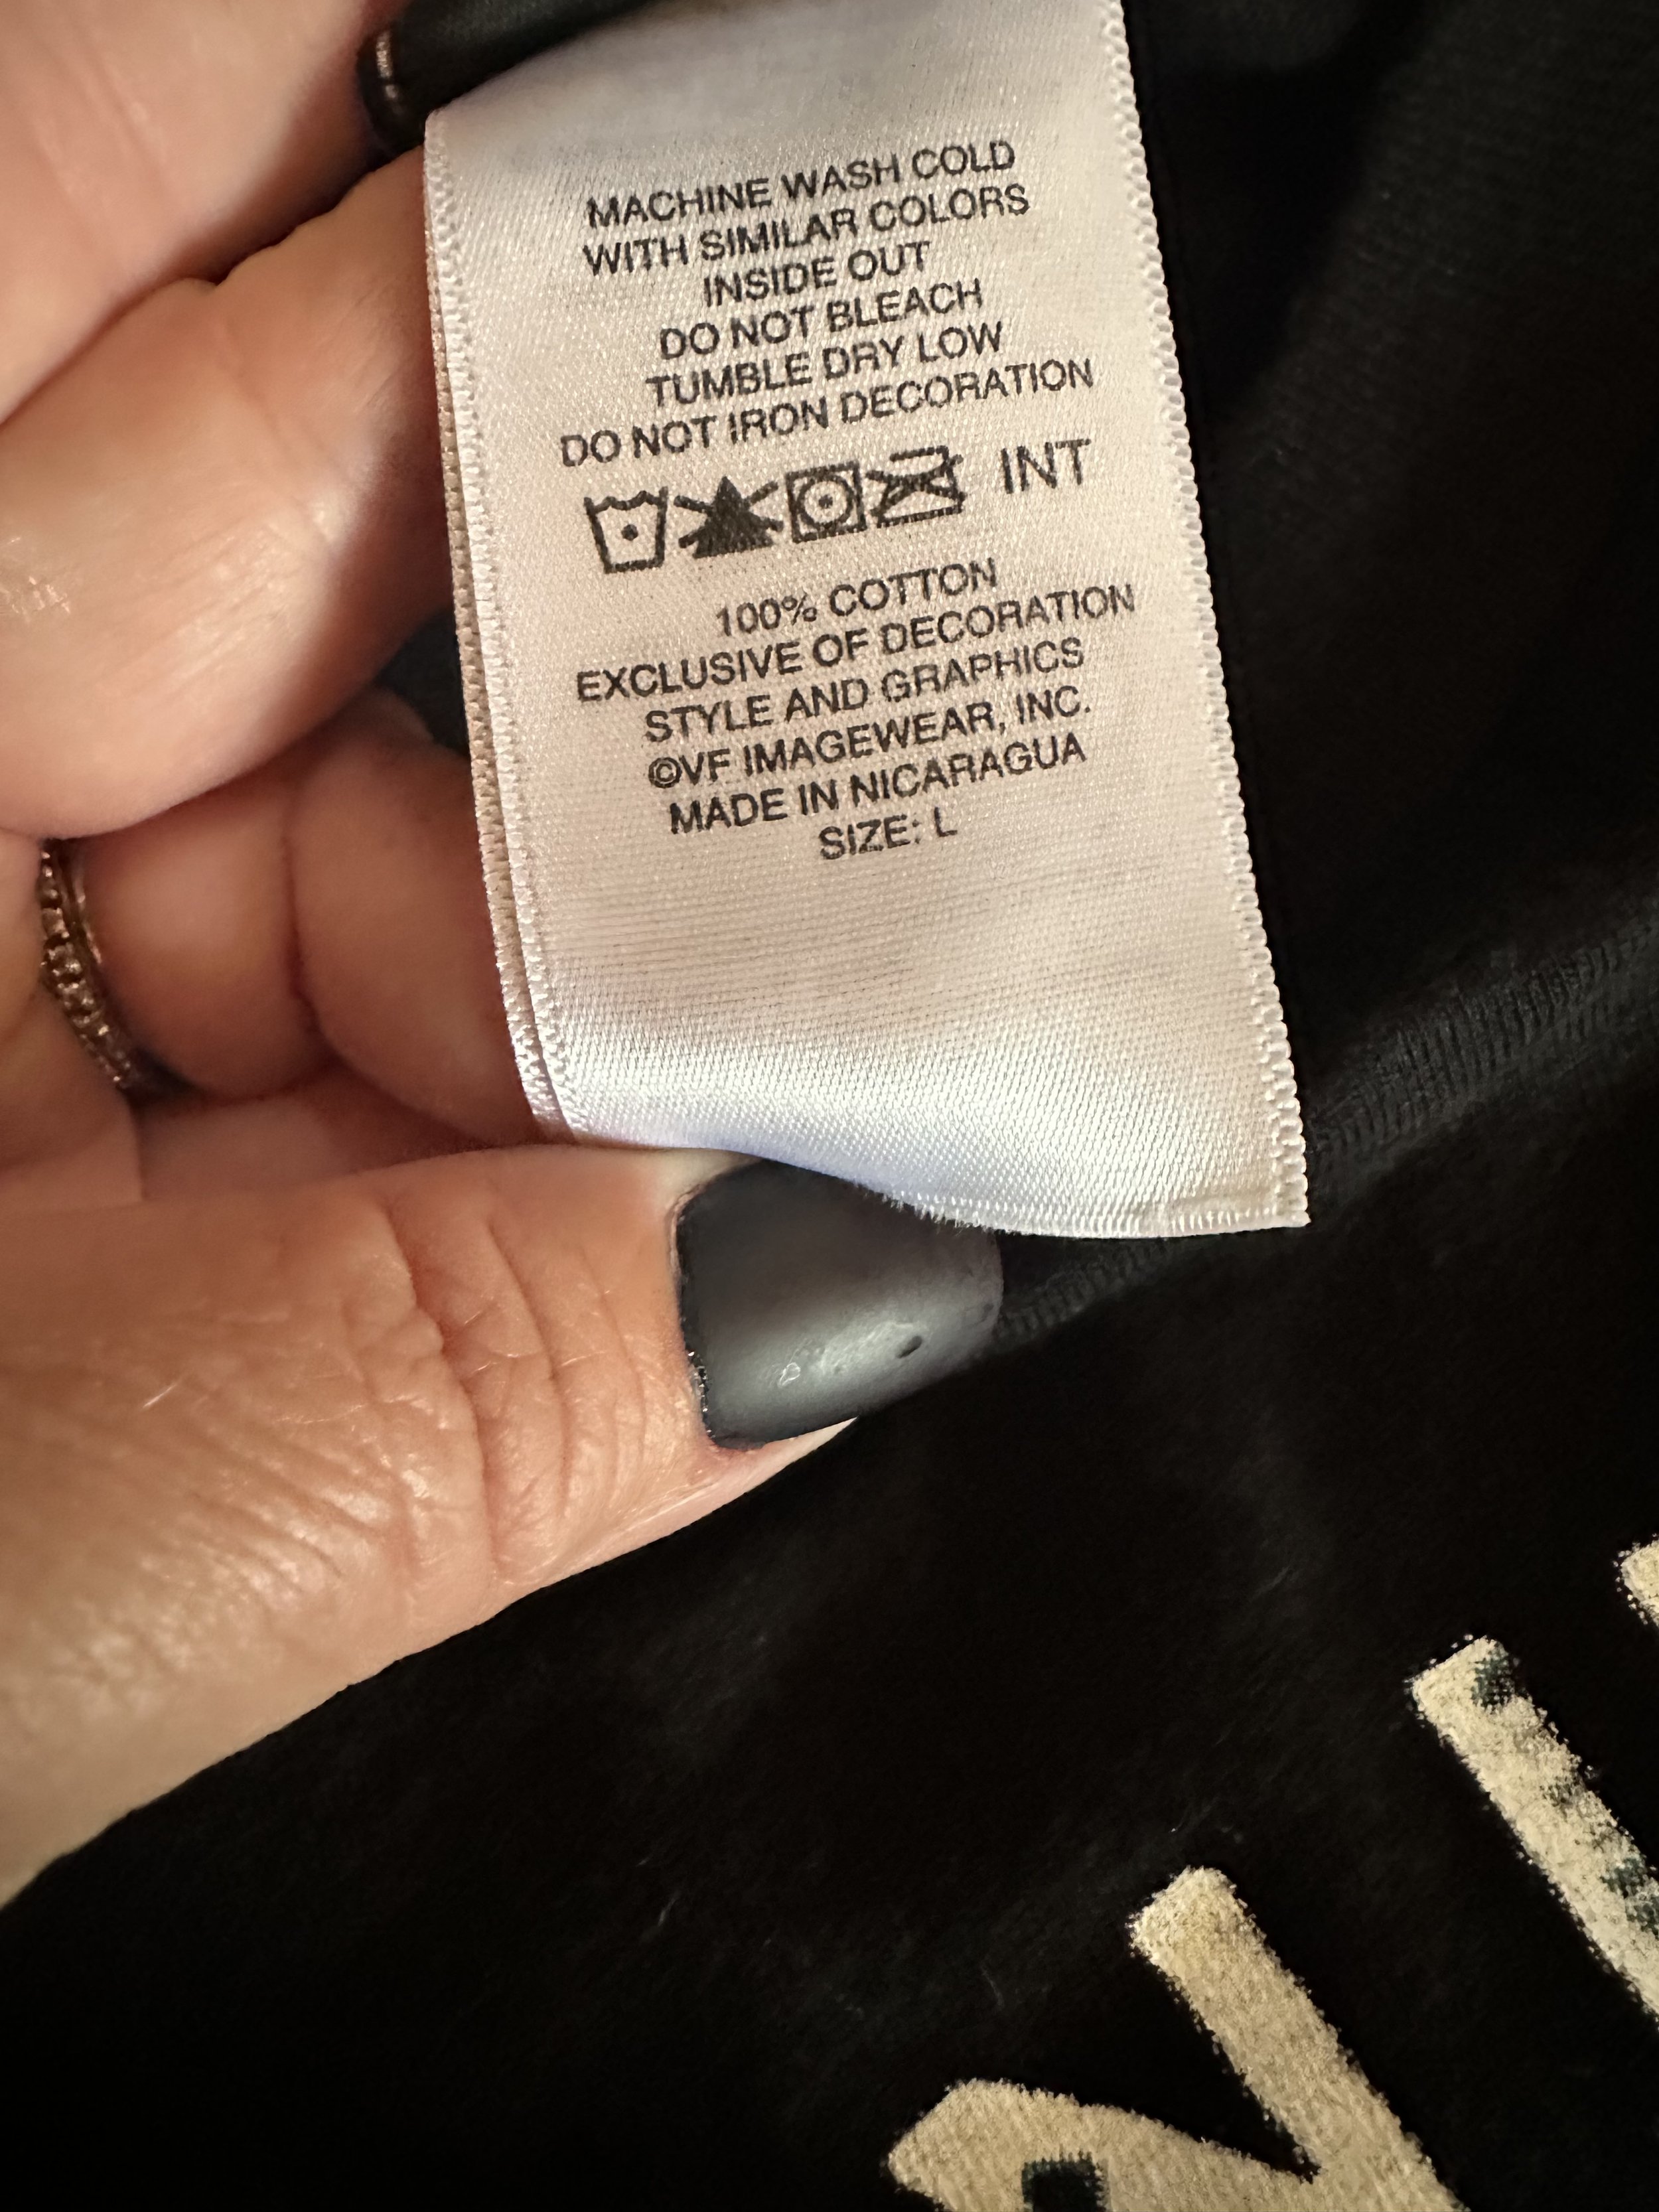 MACHINE WASH COLD
WITH SIMILAR COLORS
INSIDE OUT
DO NOT BLEACH
TUMBLE DRY LOW
DO NOT IRON DECORATION
INT
100% COTTON
EXCLUSIVE OF DECORATION
STYLE AND GRAPHICS
©VF IMAGEWEAR, INC.
MADE IN NICARAGUA
SIZE: L